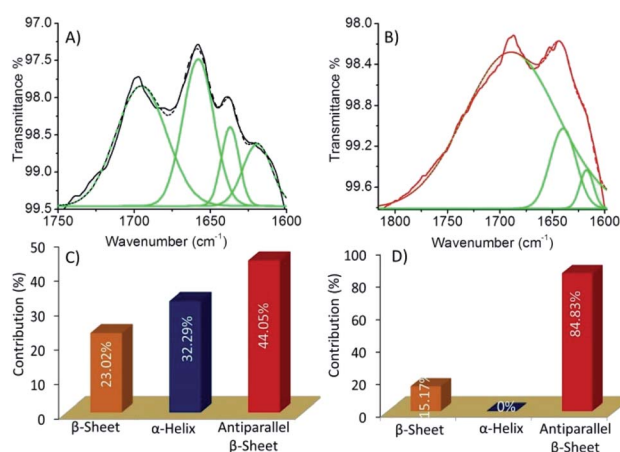 A)
Transmittance %
97.0
97.5
98.0
98.5
99.0
99.5
1750 1700 1650 1600
Wavenumber (cm⁻¹)
B)
Transmittance %
98.0
98.4
98.8
99.2
99.6
1800 1750 1700 1650 1600
Wavenumber (cm⁻¹)
C)
Contribution (%)
50
40
30
20
10
0
23.02%
32.29%
44.05%
β-Sheet α-Helix Antiparallel
β-Sheet
D)
Contribution (%)
100
80
60
40
20
0
15.17%
0%
84.83%
β-Sheet α-Helix Antiparallel
β-Sheet